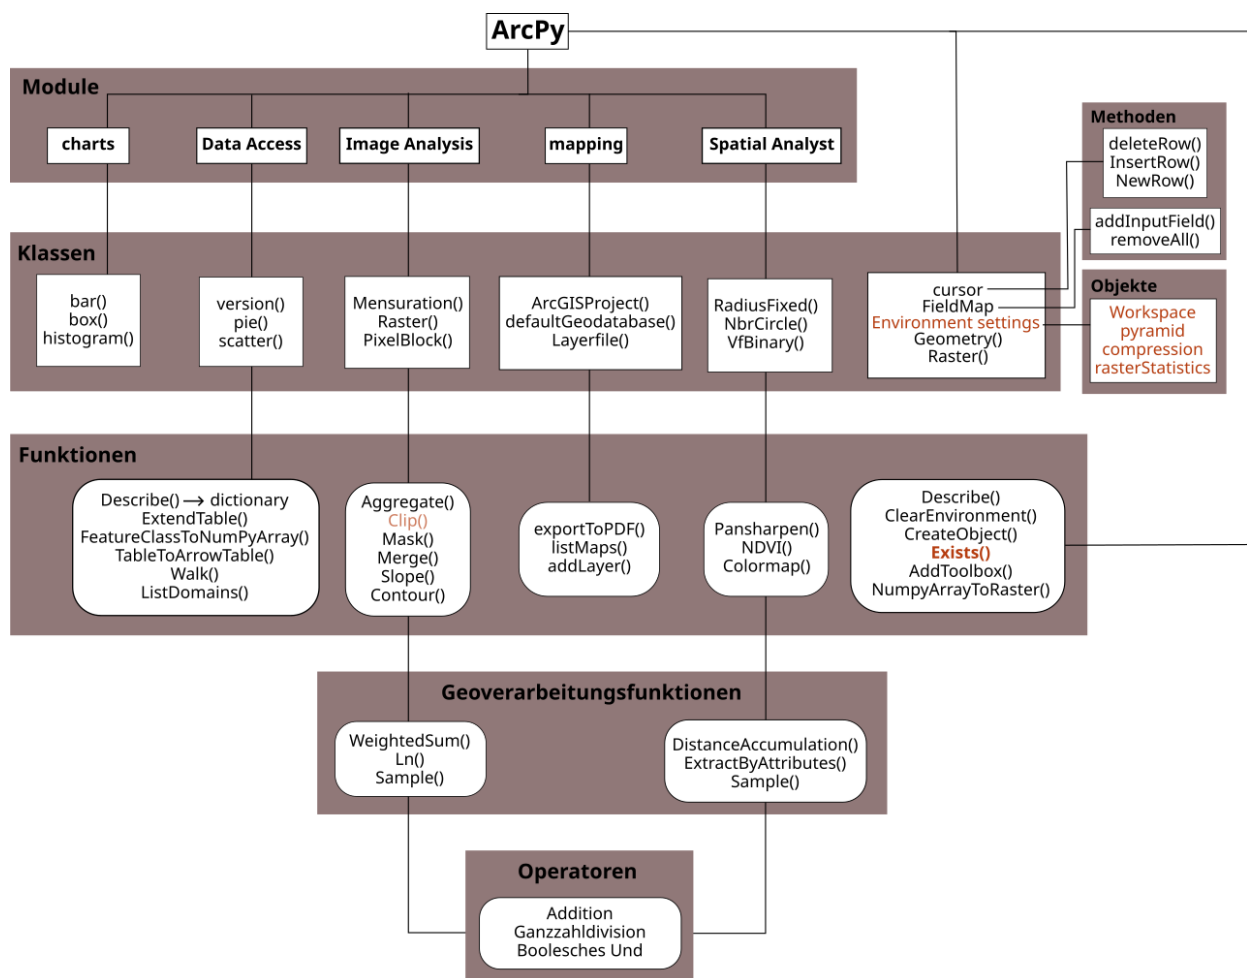 ArcPy
Module
charts
Data Access
Image Analysis
mapping
Spatial Analyst
Methoden
deleteRow()
InsertRow()
NewRow()
addInputField()
removeAll()
Klassen
bar()
box()
histogram()
version()
pie()
scatter()
Mensuration()
Raster()
PixelBlock()
ArcGISProject()
defaultGeodatabase()
Layerfile()
RadiusFixed()
NbrCircle()
VfBinary()
cursor
FieldMap
Environment settings
Geometry()
Raster()
Objekte
Workspace
pyramid
compression
rasterStatistics
Funktionen
Describe() → dictionary
ExtendTable()
FeatureClassToNumPyArray()
TableToArrowTable()
Walk()
ListDomains()
Aggregate()
Clip()
Mask()
Merge()
Slope()
Contour()
exportToPDF()
listMaps()
addLayer()
Pansharpen()
NDVI()
Colormap()
Describe()
ClearEnvironment()
CreateObject()
Exists()
AddToolbox()
NumpyArrayToRaster()
Geoverarbeitungsfunktionen
WeightedSum()
Ln()
Sample()
DistanceAccumulation()
ExtractByAttributes()
Sample()
Operatoren
Addition
Ganzzahldivision
Boolesches Und